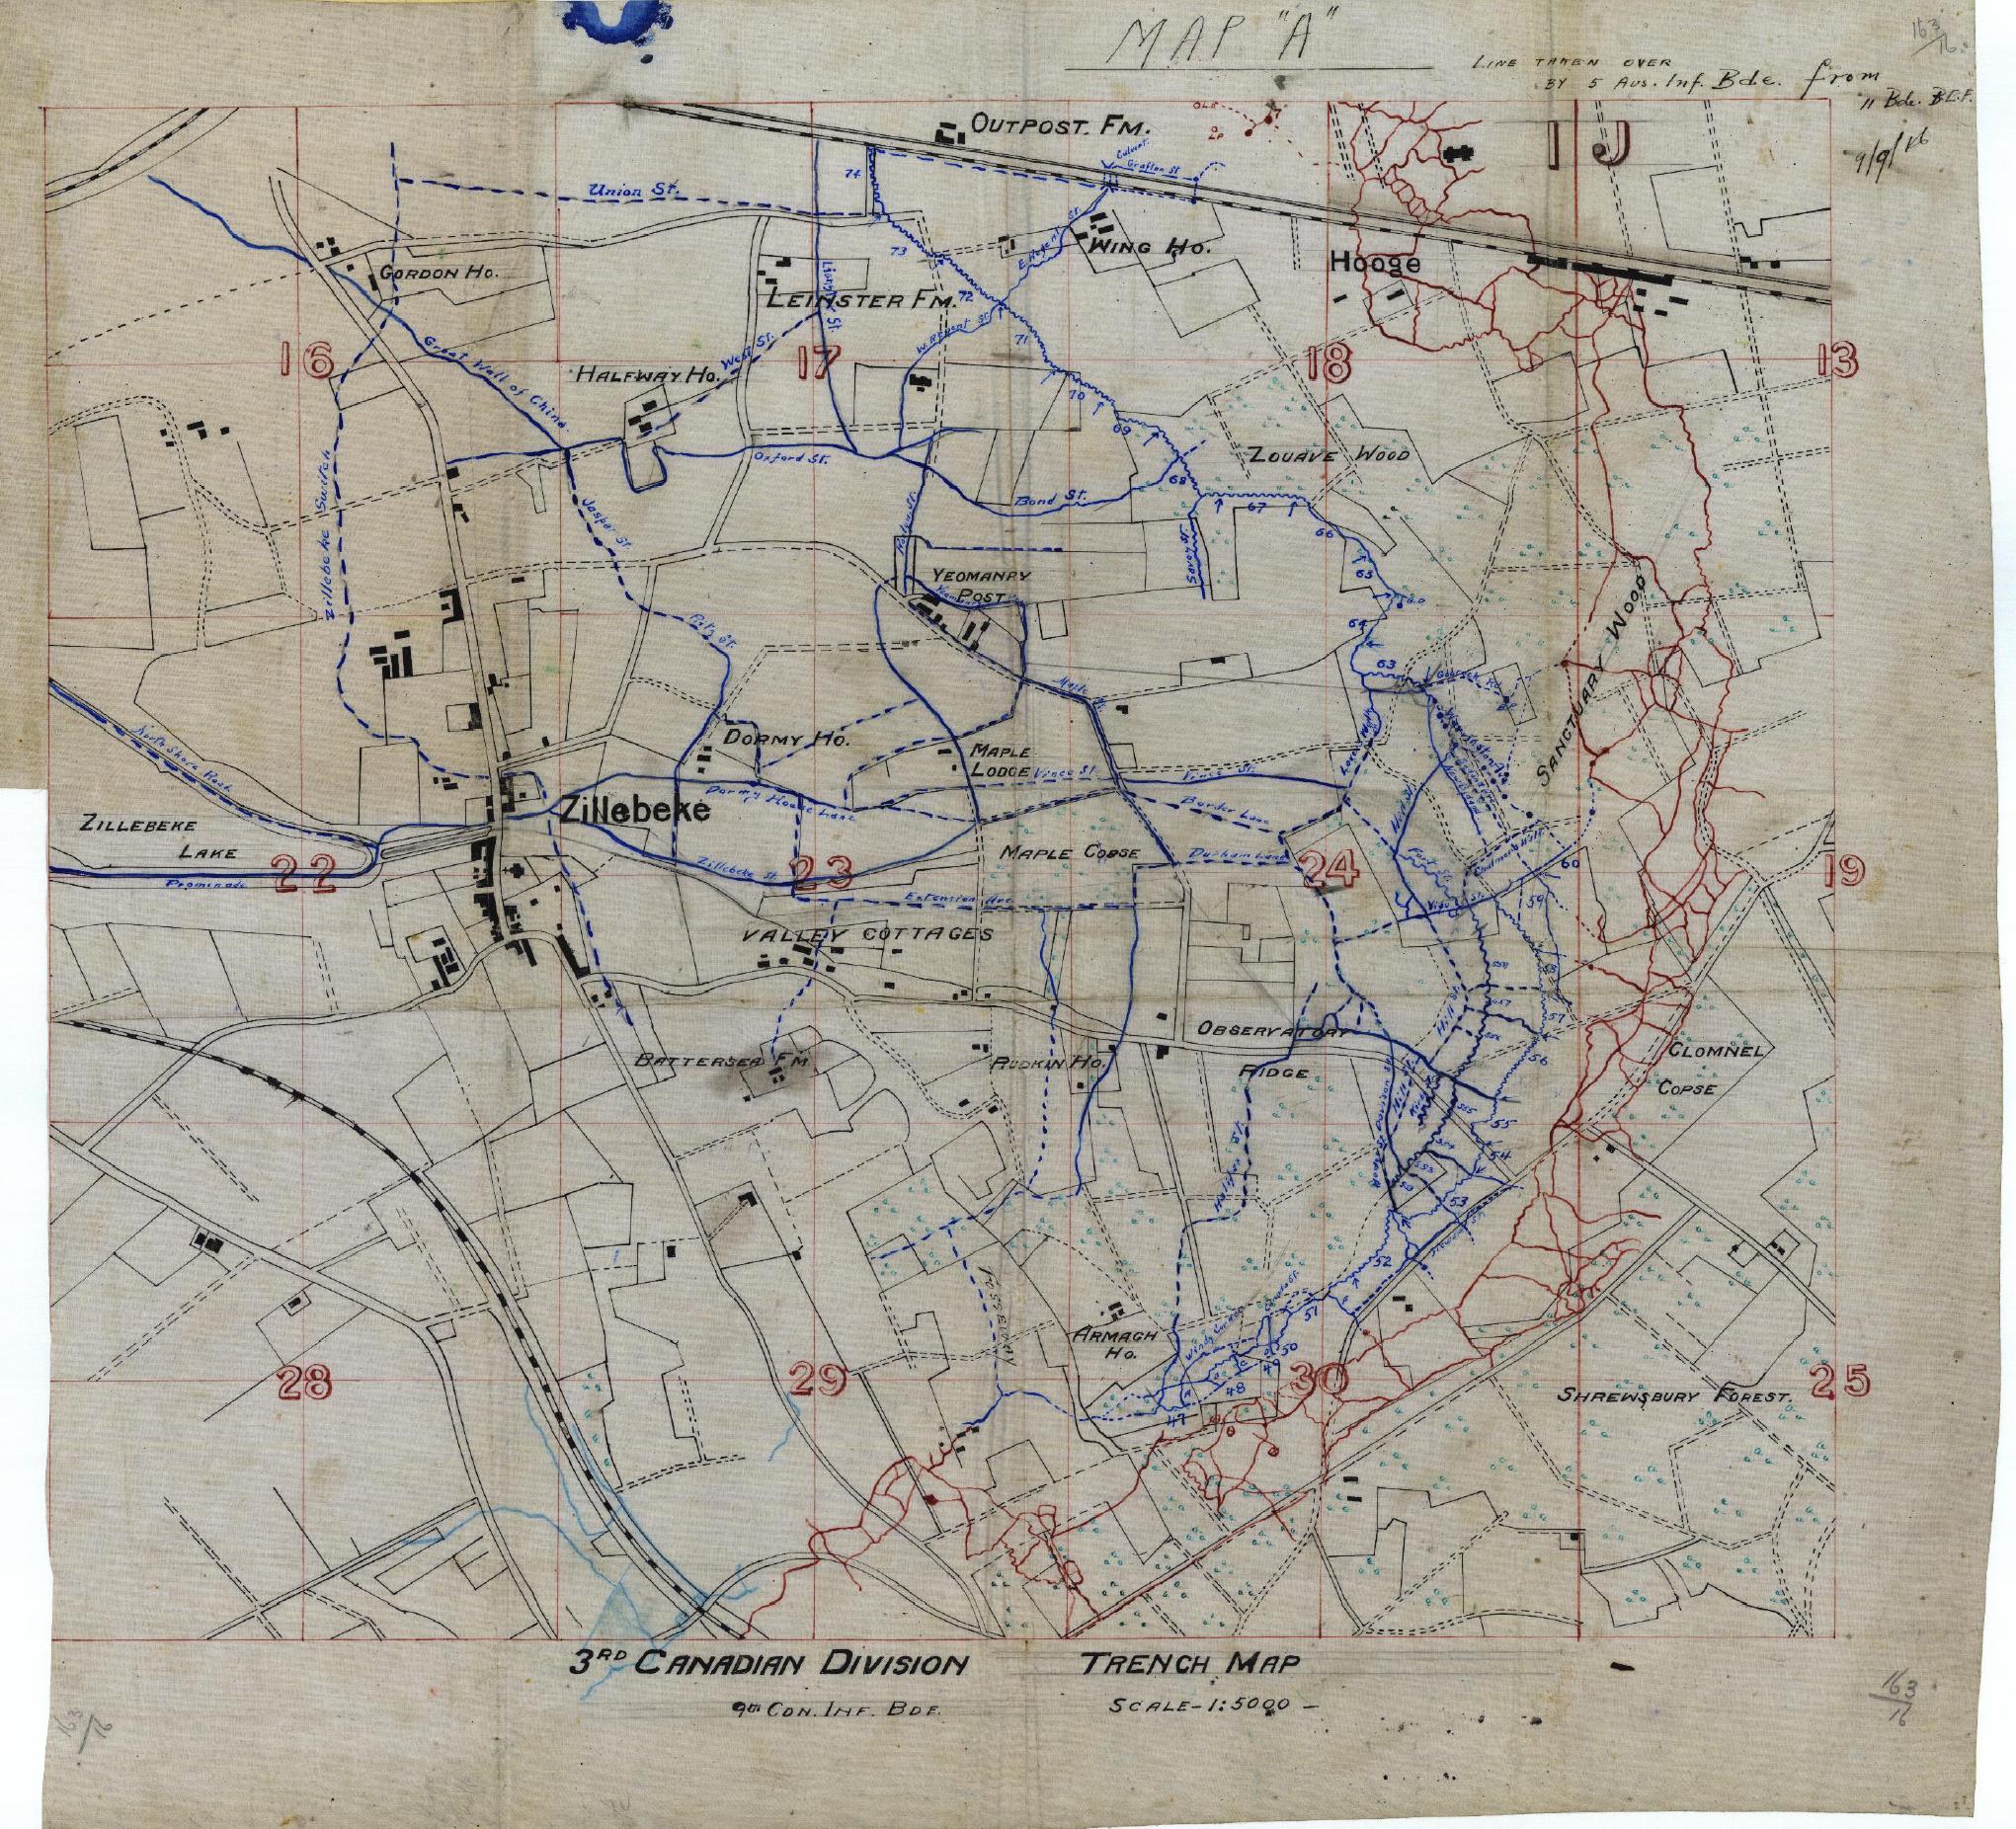 MAP "A"
163/16
LINE TAKEN OVER
BY 5 Aus. Inf. Bde. from
11 Bde. B.E.F.
9/9/16
OUTPOST FM.
Culvert
Grafton St
I J
74
Union St.
E. Regent St.
WING HO.
HOOGE
GORDON HO.
73
LEINSTER FM.
72
W. Regent St.
71
16
Great Wall of China
HALFWAY HO.
West St.
17
18
13
70
69
Oxford St.
ZOUAVE WOOD
68
Bond St.
67
Zillebeke Switch
66
65
YEOMANRY
POST
64
63
SANCTUARY WOOD
North Shore Road
DORMY HO.
MAPLE
LODGE
Vince St.
Vince St.
Dormy House Lane
Border Lane
Zillebeke
ZILLEBEKE
LAKE
MAPLE COPSE
Durham Lane
22
Promenade
Zillebeke St.
23
24
60
19
Extension Ave
59
VALLEY COTTAGES
57
OBSERVATORY
RIDGE
56
BATTERSEA FM
RUDKIN HO.
CLOMNEL
COPSE
55
54
53
52
51
ARMAGH
HO.
50
49
48
47
28
29
30
25
SHREWSBURY FOREST.
3RD CANADIAN DIVISION TRENCH MAP
9th CDN. INF. BDE. SCALE-1:5000-
163/16
163/16